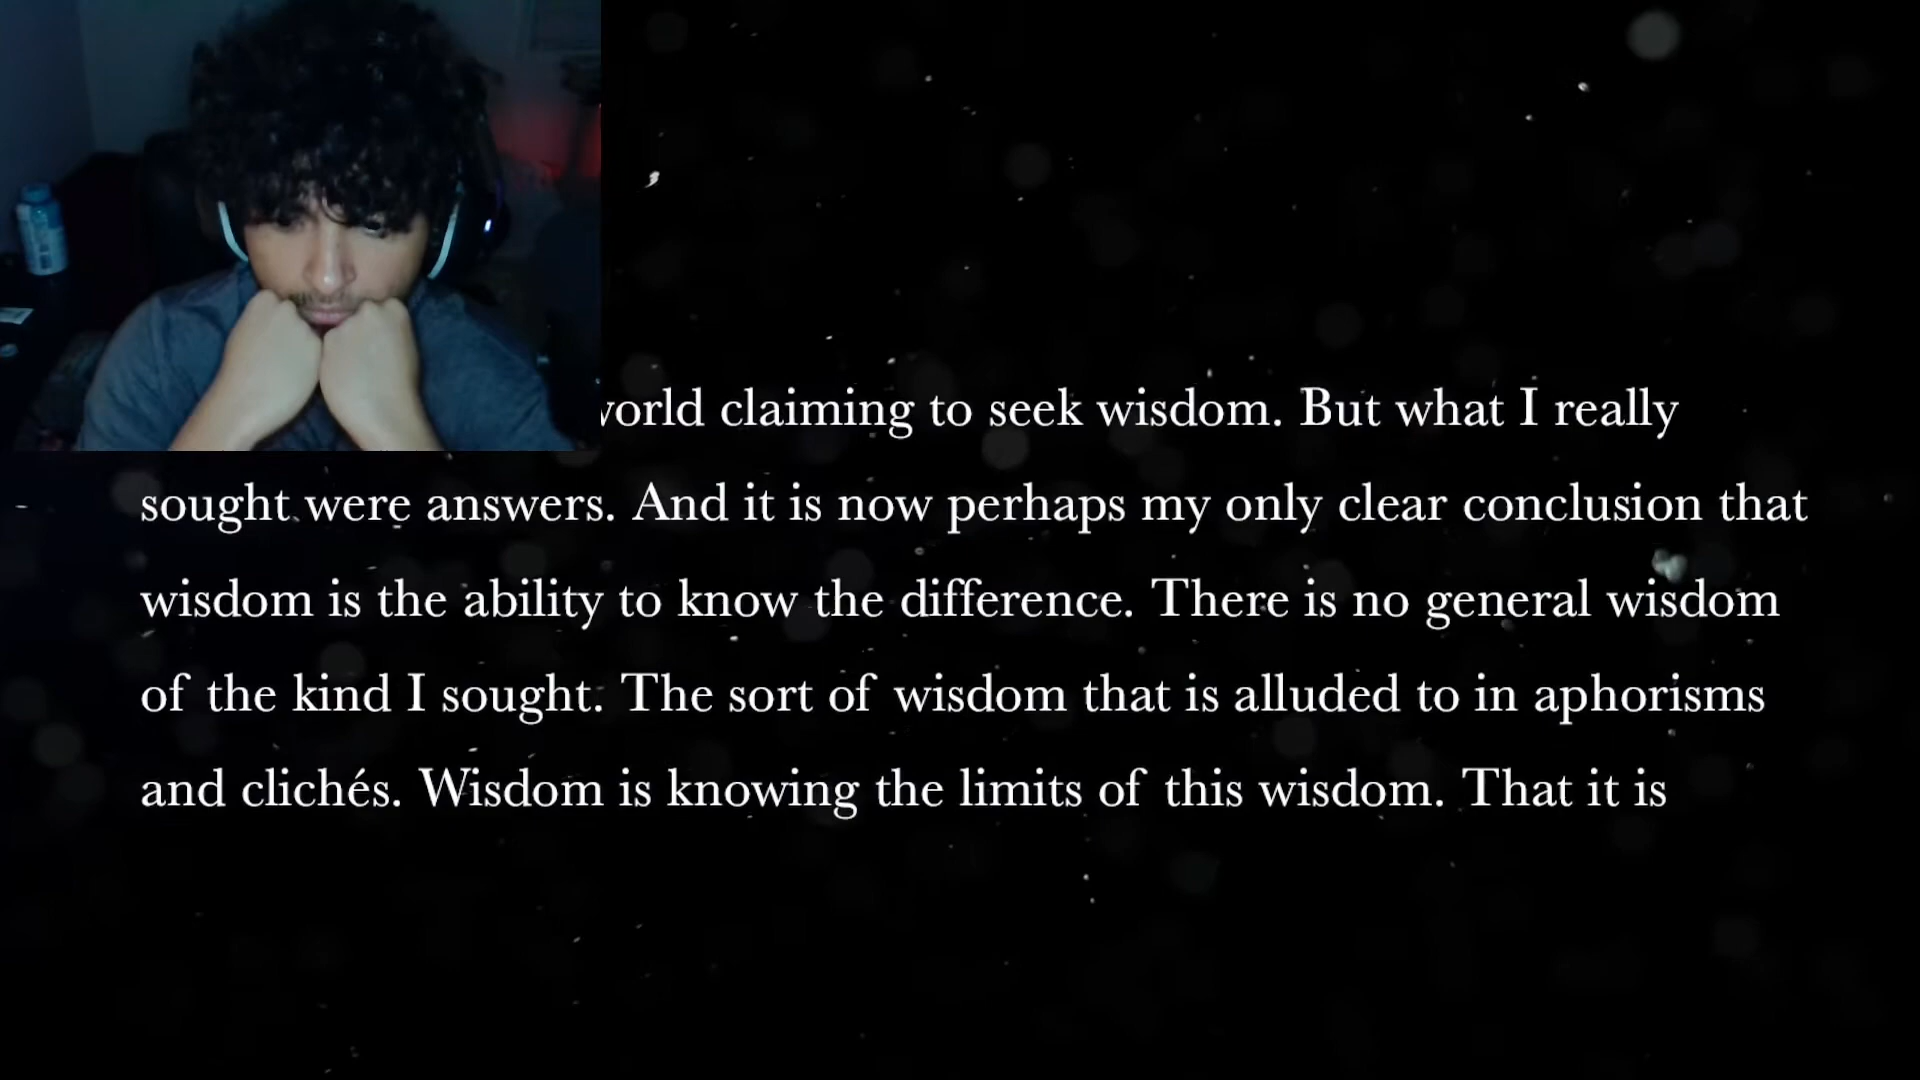 claiming to seek wisdom. But what I really
sought were answers. And it is now perhaps my only clear conclusion that
wisdom is the ability to know the difference. There is no general wisdom
of the kind I sought. The sort of wisdom that is alluded to in aphorisms
and clichés. Wisdom is knowing the limits of this wisdom. That it is